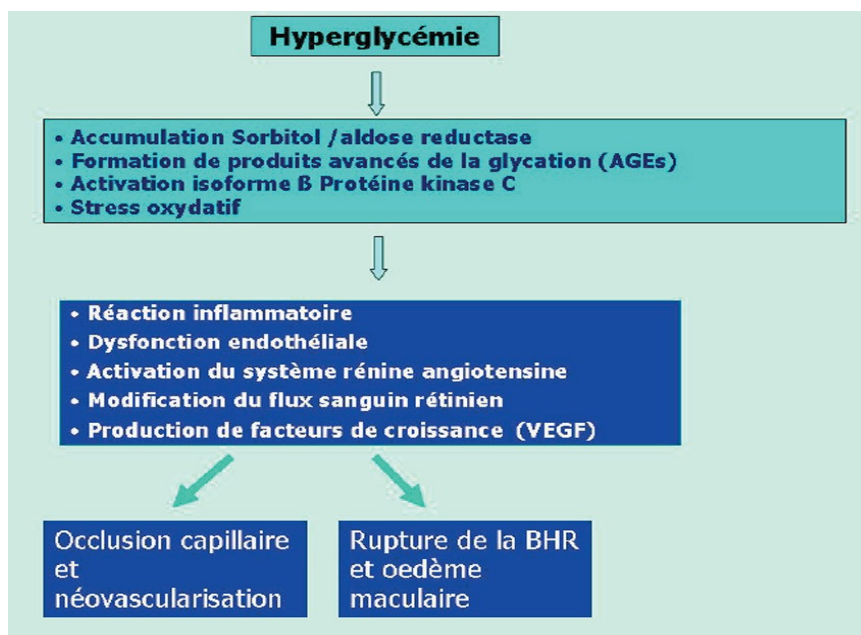 Hyperglycémie
• Accumulation Sorbitol /aldose reductase
• Formation de produits avancés de la glycation (AGEs)
• Activation isoforme ß Protéine kinase C
• Stress oxydatif
• Réaction inflammatoire
• Dysfonction endothéliale
• Activation du système rénine angiotensine
• Modification du flux sanguin rétinien
• Production de facteurs de croissance (VEGF)
Occlusion capillaire
et
néovascularisation
Rupture de la BHR
et oedème
maculaire